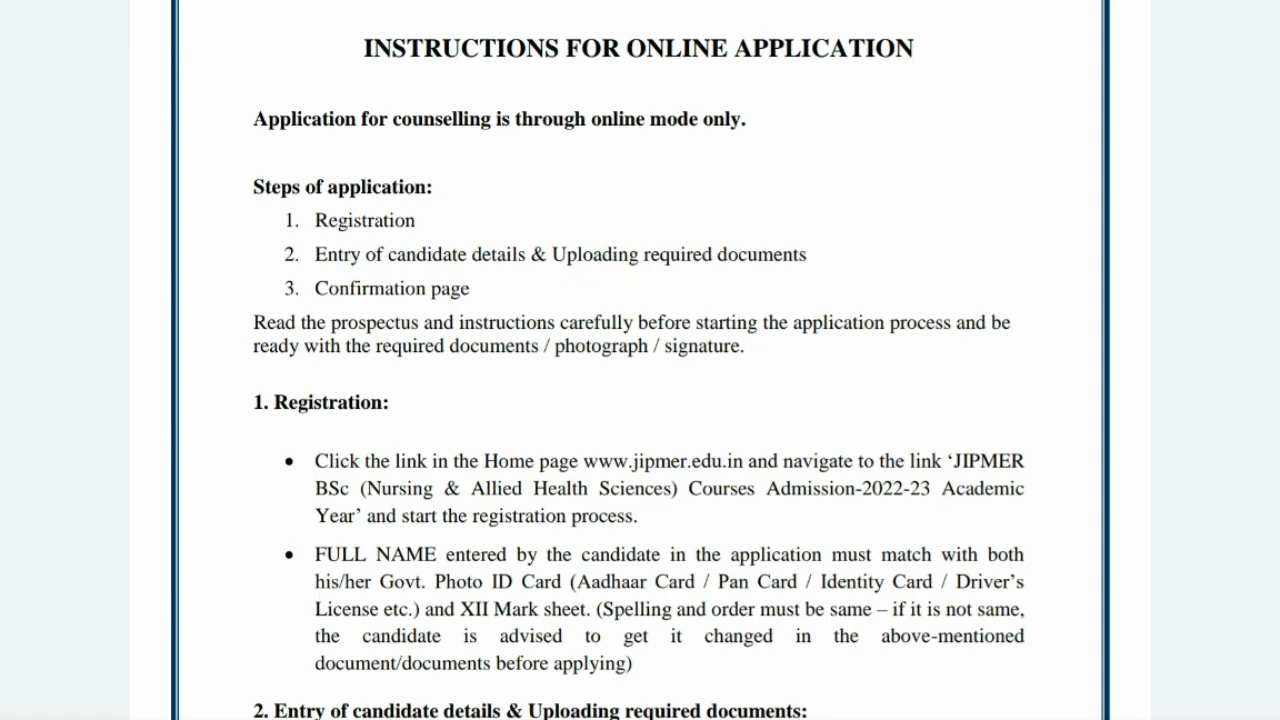 INSTRUCTIONS FOR ONLINE APPLICATION
Application for counselling is through online mode only.
Steps of application:
1. Registration
2. Entry of candidate details & Uploading required documents
3. Confirmation page
Read the prospectus and instructions carefully before starting the application process and be
ready with the required documents / photograph / signature.
1. Registration:
• Click the link in the Home page www.jipmer.edu.in and navigate to the link ‘JIPMER
BSc (Nursing & Allied Health Sciences) Courses Admission-2022-23 Academic
Year’ and start the registration process.
• FULL NAME entered by the candidate in the application must match with both
his/her Govt. Photo ID Card (Aadhaar Card / Pan Card / Identity Card / Driver’s
License etc.) and XII Mark sheet. (Spelling and order must be same – if it is not same,
the candidate is advised to get it changed in the above-mentioned
document/documents before applying)
2. Entry of candidate details & Uploading required documents: